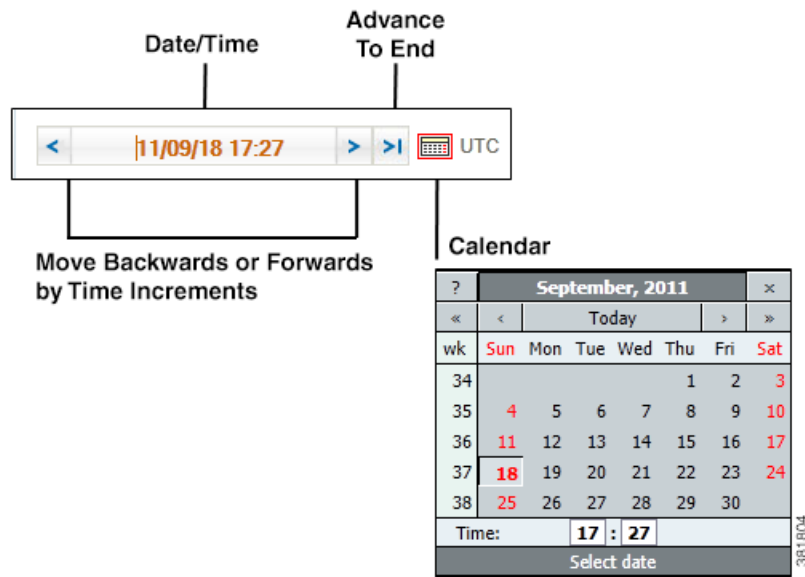 Date/Time
Advance
To End
< 11/09/18 17:27 > >| UTC
Move Backwards or Forwards
by Time Increments
Calendar
? September, 2011 ×
« ‹ Today › »
wk Sun Mon Tue Wed Thu Fri Sat
34 1 2 3
35 4 5 6 7 8 9 10
36 11 12 13 14 15 16 17
37 18 19 20 21 22 23 24
38 25 26 27 28 29 30
Time: 17 : 27
Select date
381804